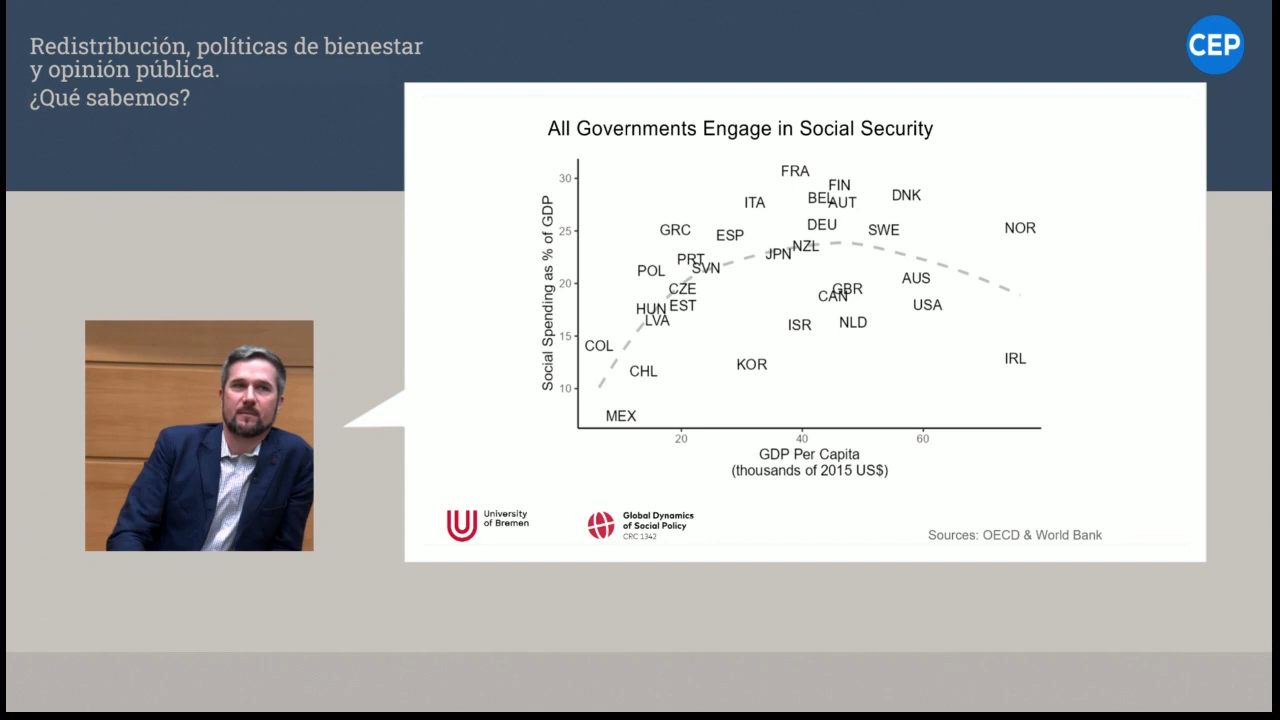 Redistribución, políticas de bienestar
y opinión pública.
¿Qué sabemos?
CEP
All Governments Engage in Social Security
Social Spending as % of GDP
30
25
20
15
10
FRA
FIN
ITA
BEL
AUT
DNK
GRC
ESP
DEU
SWE
NOR
JPN
NZL
PRT
SVN
POL
CZE
EST
HUN
LVA
GBR
CAN
AUS
USA
ISR
NLD
COL
CHL
KOR
IRL
MEX
20
40
60
GDP Per Capita
(thousands of 2015 US$)
University
of Bremen
Global Dynamics
of Social Policy
CRC 1342
Sources: OECD & World Bank